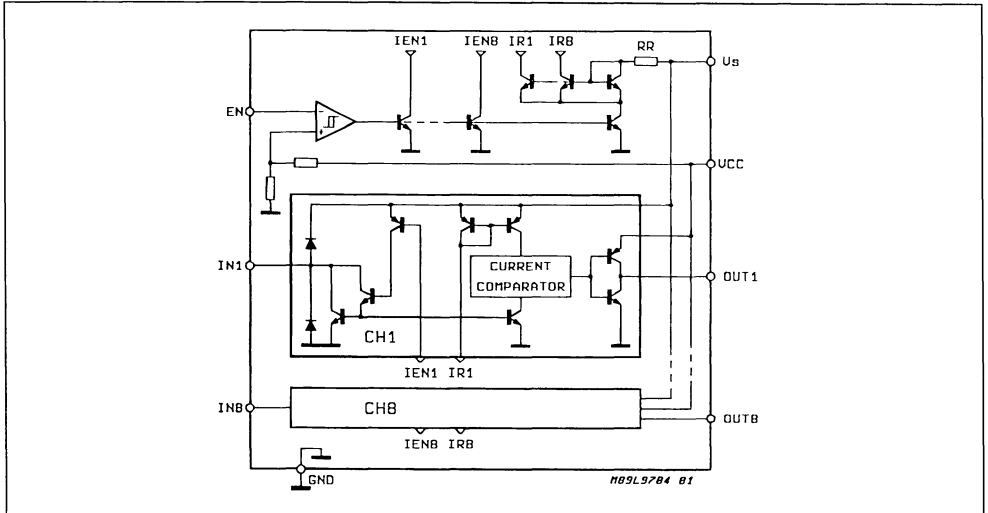 IEN1 IEN8 IR1 IR8
RR
Vs
EN
VCC
IN1
CURRENT
COMPARATOR
OUT1
CH1
IEN1 IR1
IN8
CH8
OUT8
IEN8 IR8
GND
M89L9784 01